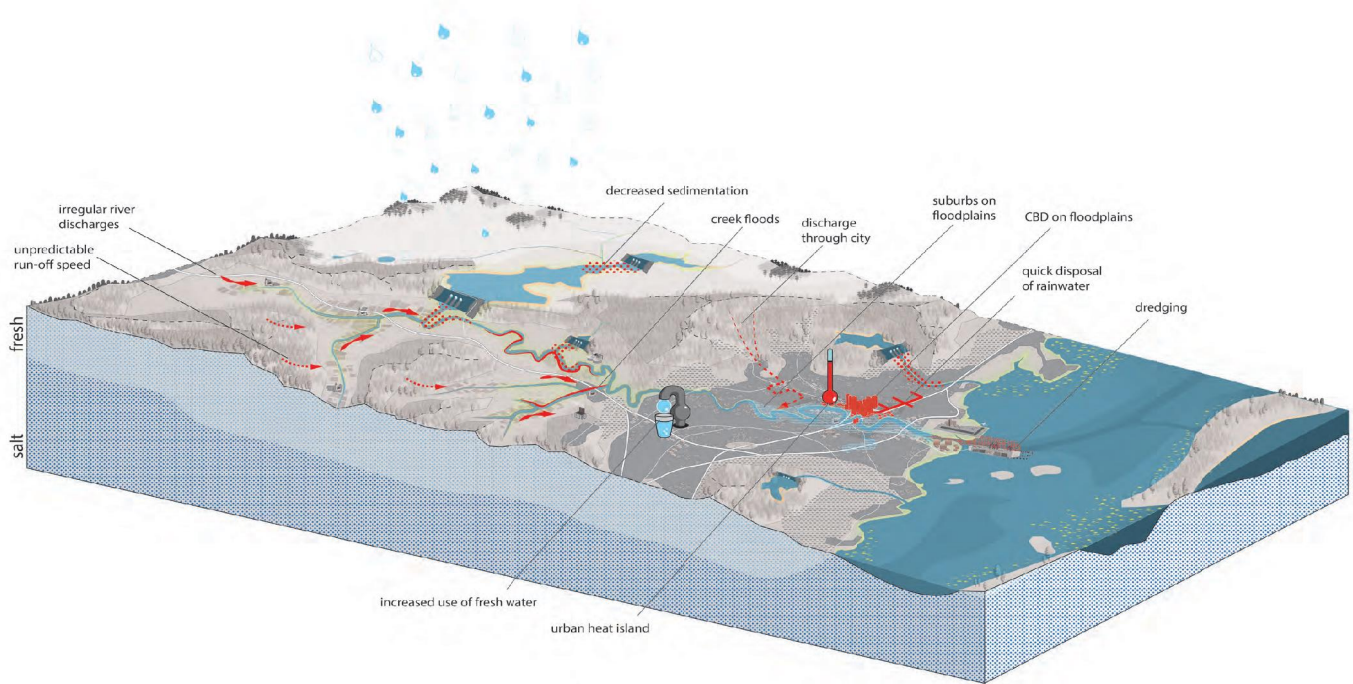 decreased sedimentation
suburbs on
floodplains
irregular river
discharges
creek floods
discharge
through city
CBD on floodplains
unpredictable
run-off speed
quick disposal
of rainwater
dredging
fresh
salt
increased use of fresh water
urban heat island